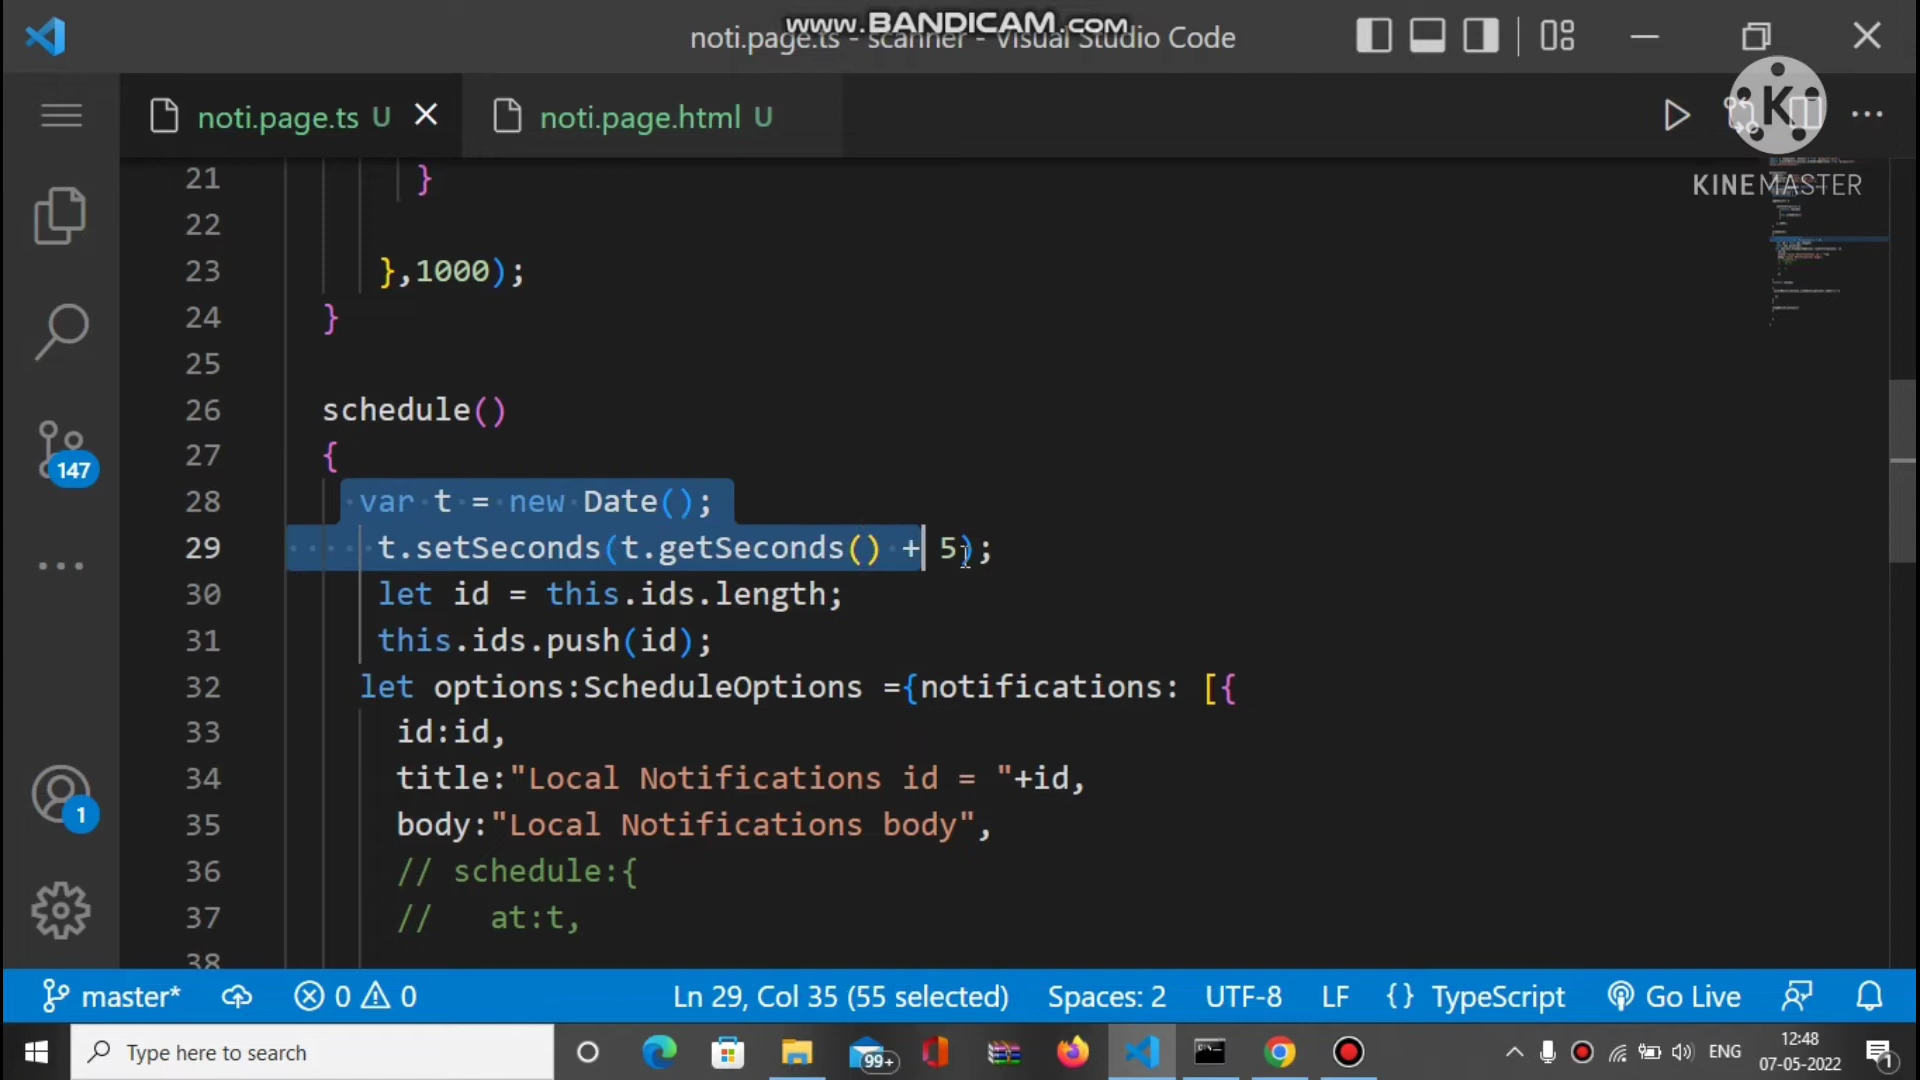 www.BANDICAM.com
noti.page.ts - scanner - Visual Studio Code
noti.page.ts U
noti.page.html U
K
KINEMASTER
21 }
22
23 },1000);
24 }
25
26 schedule()
27 {
28 var t = new Date();
29 t.setSeconds(t.getSeconds() + 5);
30 let id = this.ids.length;
31 this.ids.push(id);
32 let options:ScheduleOptions ={notifications: [{
33 id:id,
34 title:"Local Notifications id = "+id,
35 body:"Local Notifications body",
36 // schedule:{
37 // at:t,
38
147
1
master* 0 0 Ln 29, Col 35 (55 selected) Spaces: 2 UTF-8 LF {} TypeScript Go Live
Type here to search
99+
ENG
12:48
07-05-2022
1